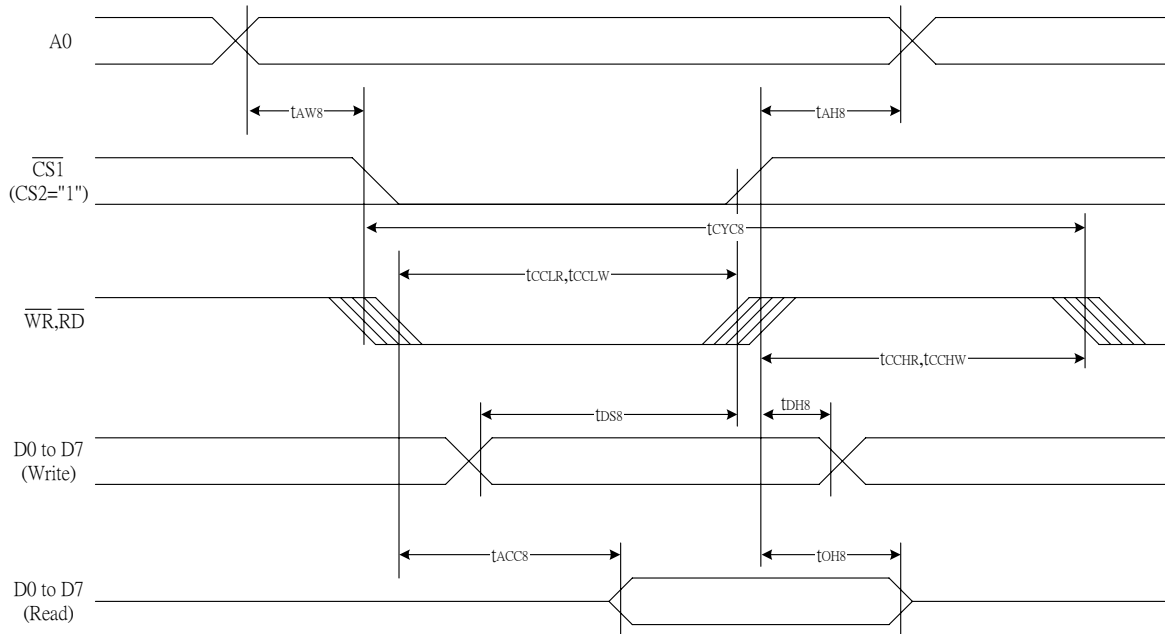 A0
tAW8
tAH8
CS1
(CS2="1")
tCYC8
tCCLR,tCCLW
WR,RD
tCCHR,tCCHW
tDS8
tDH8
D0 to D7
(Write)
tACC8
tOH8
D0 to D7
(Read)